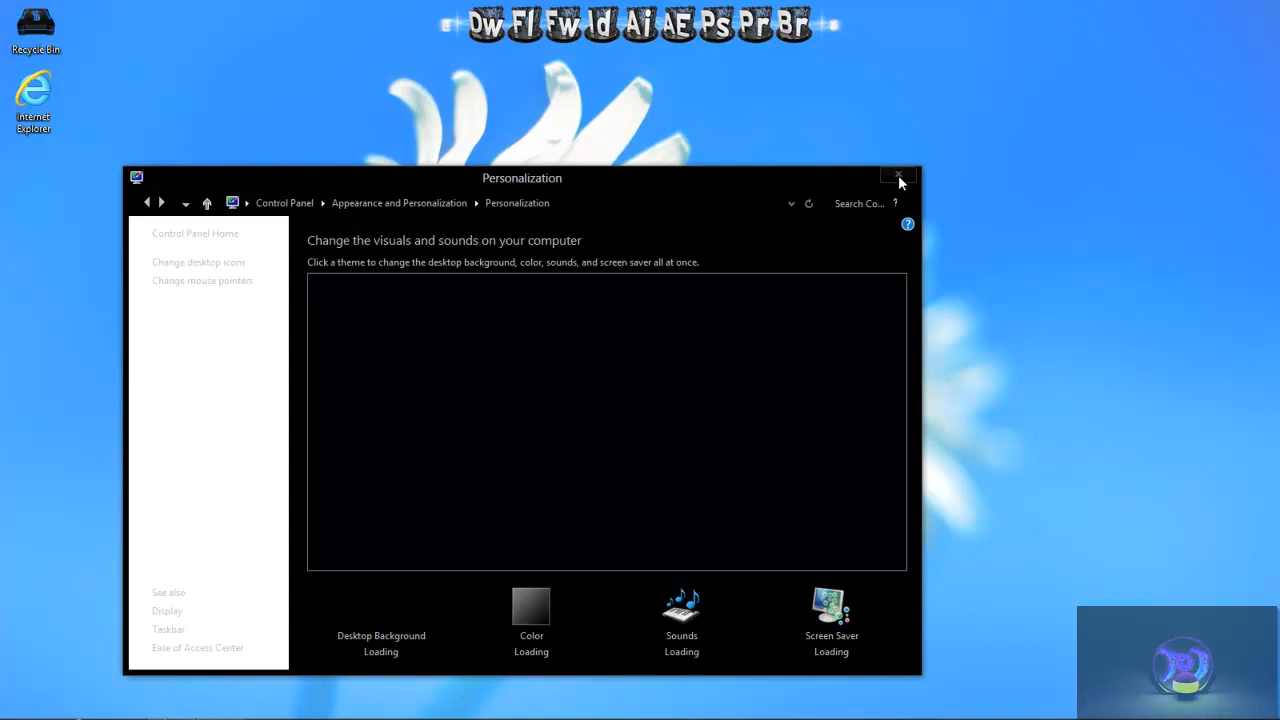 Dw Fl Fw Id Ai AE Ps Pr Br
Recycle Bin
Internet
Explorer
Personalization
Control Panel Appearance and Personalization Personalization
Search Co... ?
?
Control Panel Home
Change desktop icons
Change mouse pointers
Change the visuals and sounds on your computer
Click a theme to change the desktop background, color, sounds, and screen saver all at once.
See also
Display
Taskbar
Ease of Access Center
Desktop Background
Loading
Color
Loading
Sounds
Loading
Screen Saver
Loading